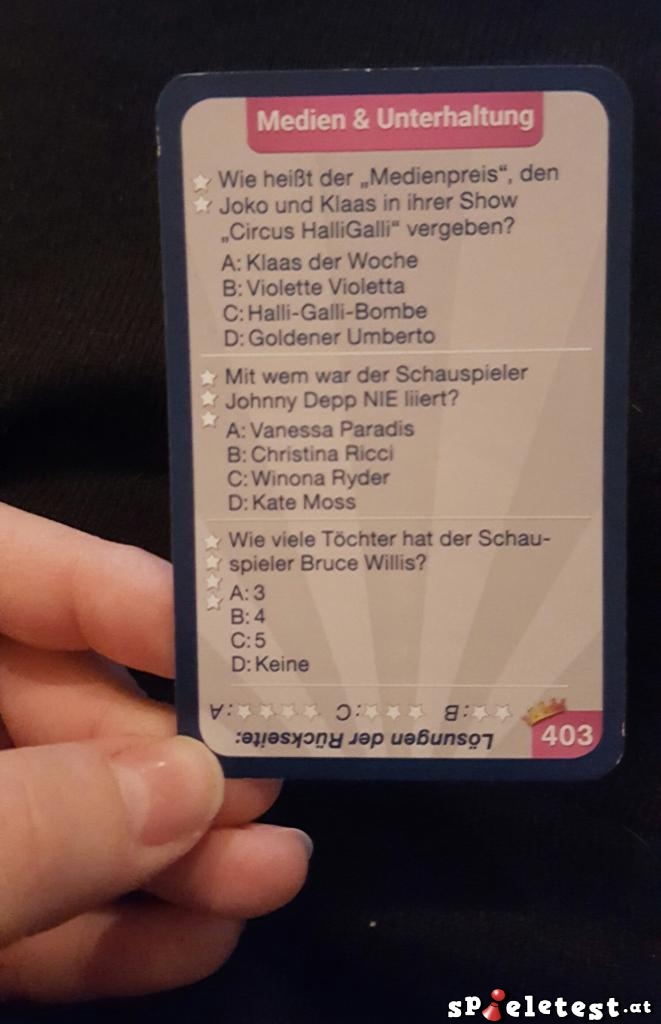 Medien & Unterhaltung
Wie heißt der „Medienpreis“, den
Joko und Klaas in ihrer Show
„Circus HalliGalli“ vergeben?
A: Klaas der Woche
B: Violette Violetta
C: Halli-Galli-Bombe
D: Goldener Umberto
Mit wem war der Schauspieler
Johnny Depp NIE liiert?
A: Vanessa Paradis
B: Christina Ricci
C: Winona Ryder
D: Kate Moss
Wie viele Töchter hat der Schau-
spieler Bruce Willis?
A: 3
B: 4
C: 5
D: Keine
Lösungen der Rückseite:
★★: B ★★★: C ★★★★: A
403
spieletest.at